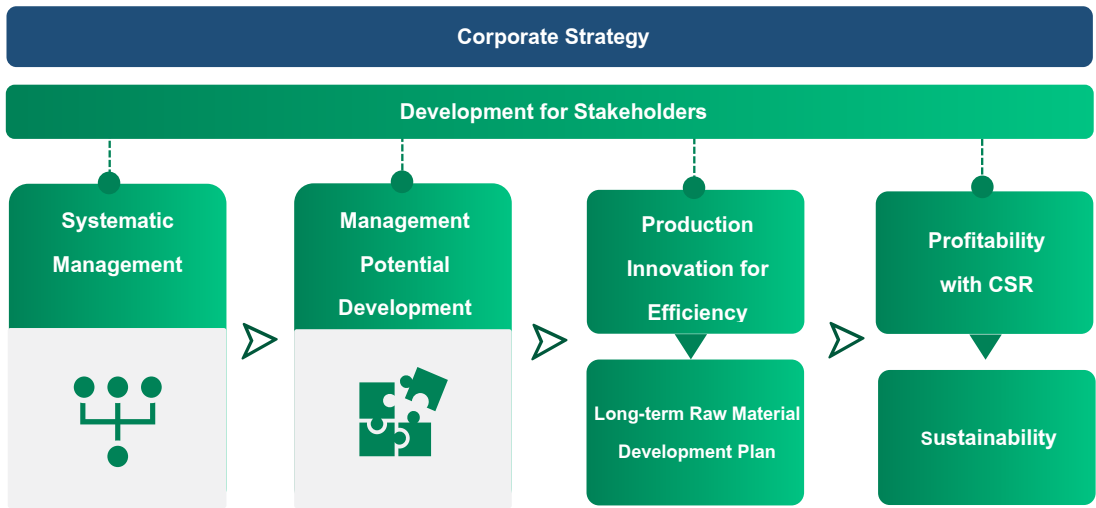 Corporate Strategy
Development for Stakeholders
Systematic
Management
Management
Potential
Development
Production
Innovation for
Efficiency
Profitability
with CSR
Long-term Raw Material
Development Plan
Sustainability